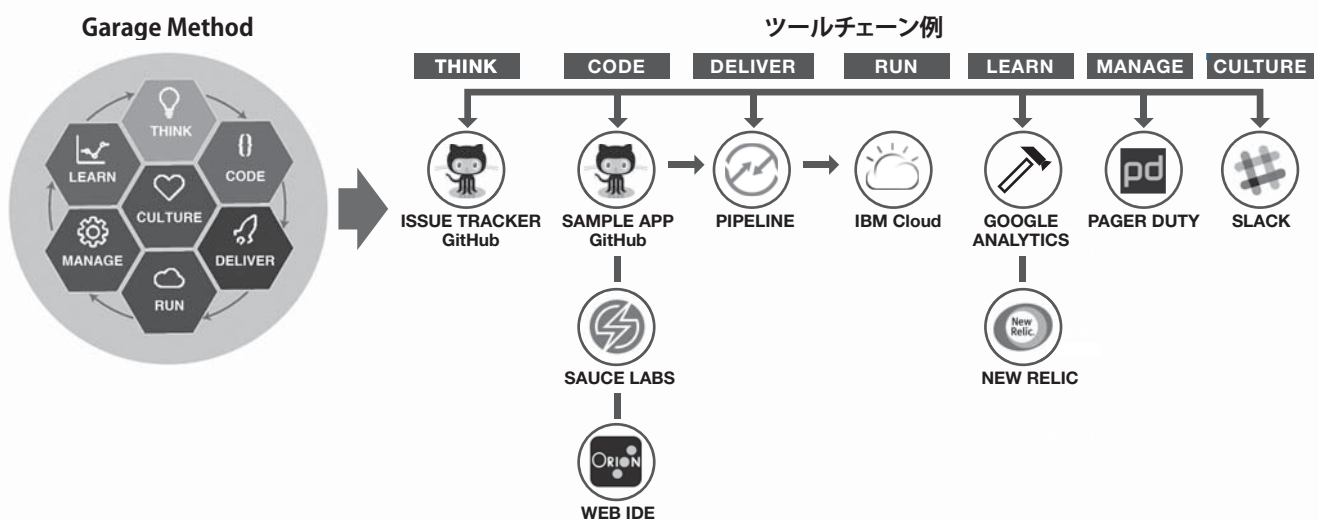 Garage Method
THINK
LEARN
CODE
CULTURE
MANAGE
DELIVER
RUN
ツールチェーン例
THINK
CODE
DELIVER
RUN
LEARN
MANAGE
CULTURE
ISSUE TRACKER
GitHub
SAMPLE APP
GitHub
PIPELINE
IBM Cloud
GOOGLE
ANALYTICS
pd
PAGER DUTY
SLACK
SAUCE LABS
New
Relic.
NEW RELIC
ORION
WEB IDE